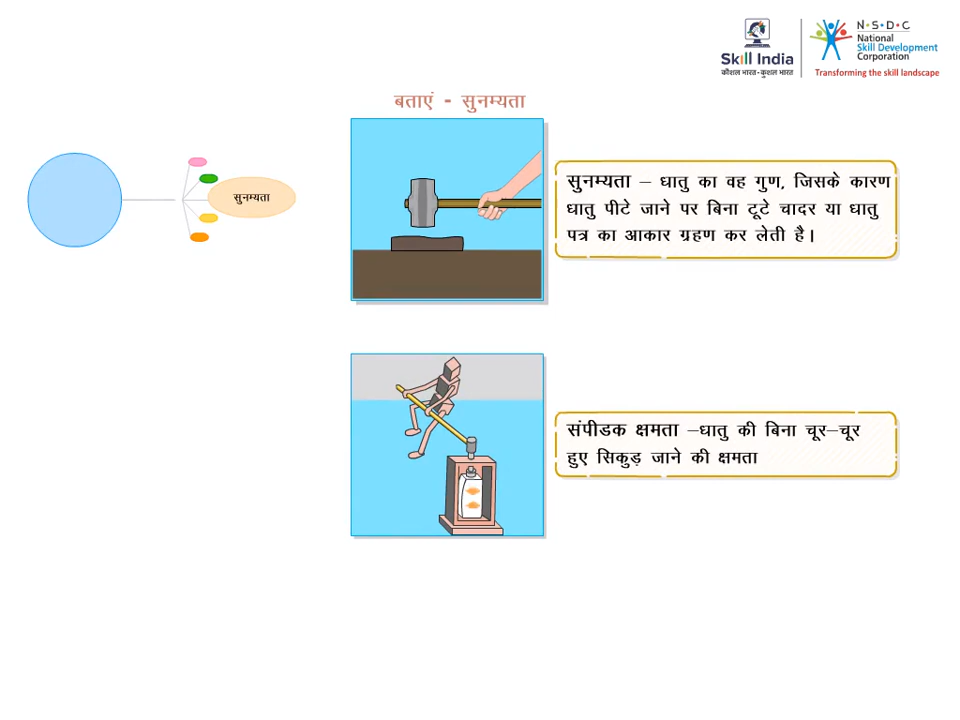 N·S·D·C
National
Skill Development
Corporation
Transforming the skill landscape
Skill India
कौशल भारत-कुशल भारत
बताएं - सुनम्यता
सुनम्यता
सुनम्यता – धातु का वह गुण, जिसके कारण
धातु पीटे जाने पर बिना टूटे चादर या धातु
पत्र का आकार ग्रहण कर लेती है।
संपीडक क्षमता –धातु की बिना चूर–चूर
हुए सिकुड़ जाने की क्षमता